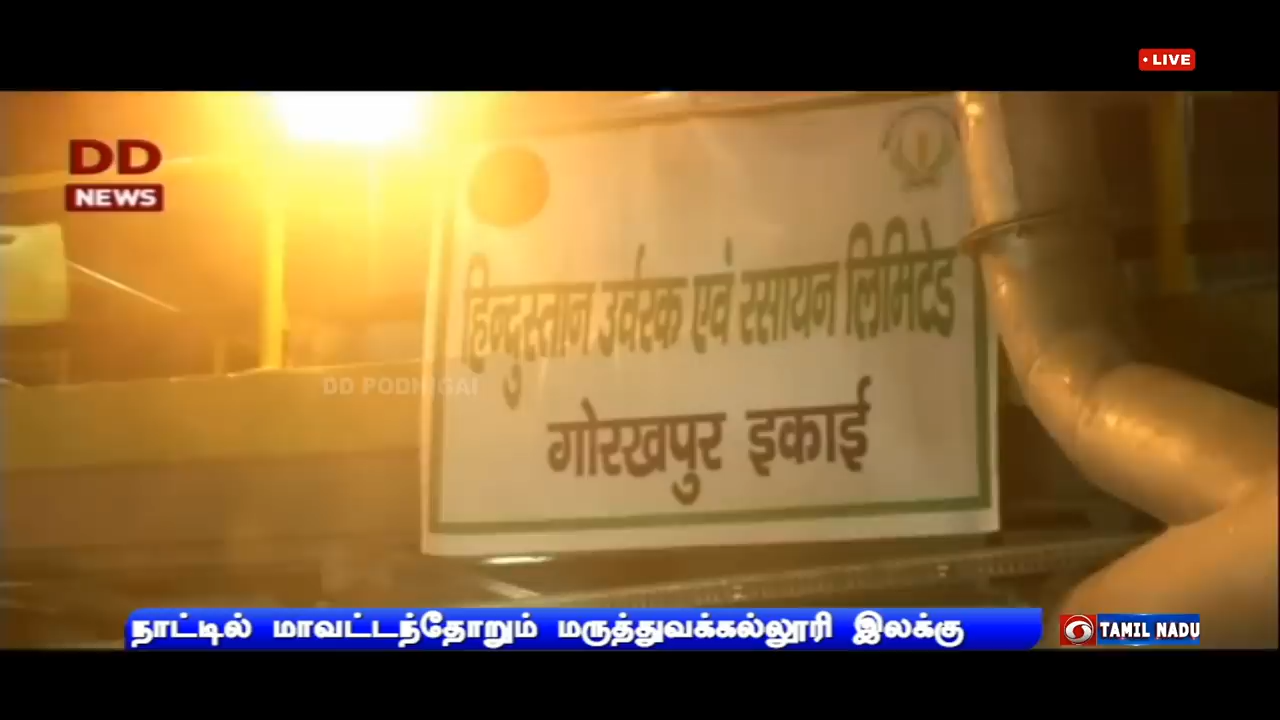 LIVE
DD
NEWS
हिन्दुस्तान उर्वरक एवं रसायन लिमिटेड
DD PODHIGAI
गोरखपुर इकाई
நாட்டில் மாவட்டந்தோறும் மருத்துவக்கல்லூரி இலக்கு
TAMIL NADU